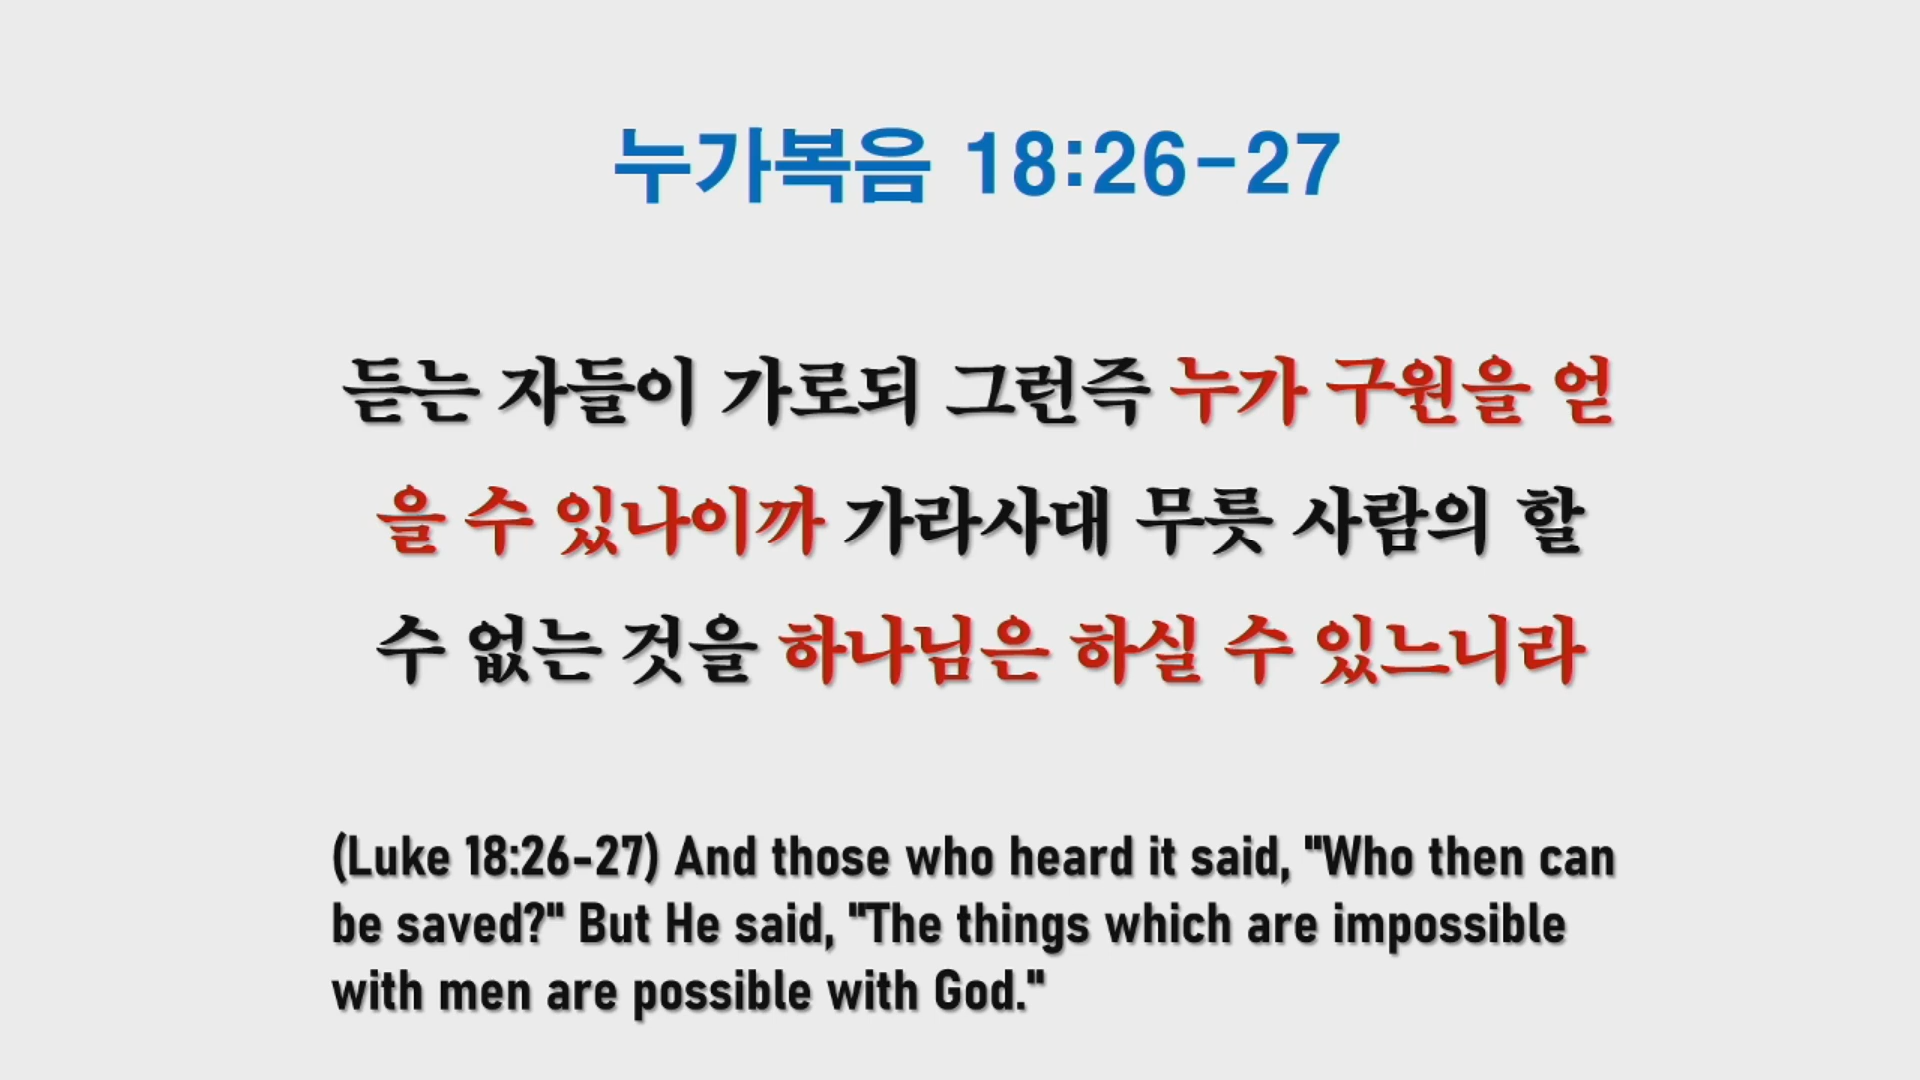 누가복음 18:26-27
듣는 자들이 가로되 그런즉 누가 구원을 얻
을 수 있나이까 가라사대 무릇 사람의 할
수 없는 것을 하나님은 하실 수 있느니라
(Luke 18:26-27) And those who heard it said, "Who then can
be saved?" But He said, "The things which are impossible
with men are possible with God."